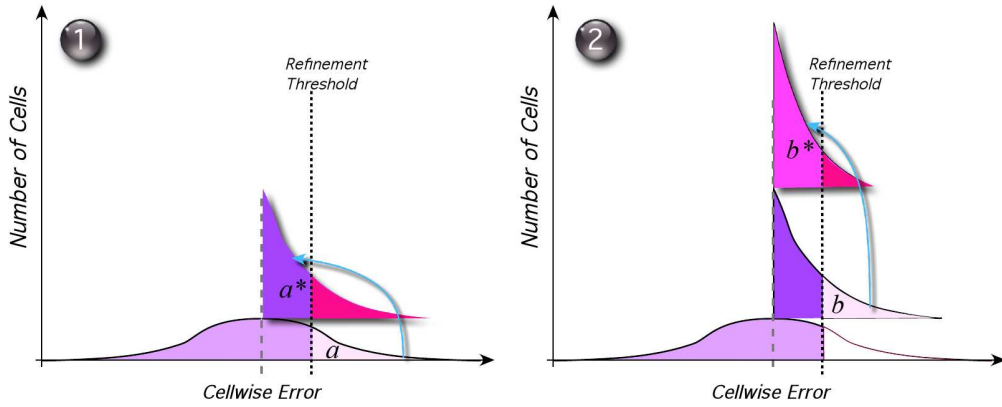 1
Refinement
Threshold
Number of Cells
a*
a
Cellwise Error
2
Refinement
Threshold
Number of Cells
b*
b
Cellwise Error